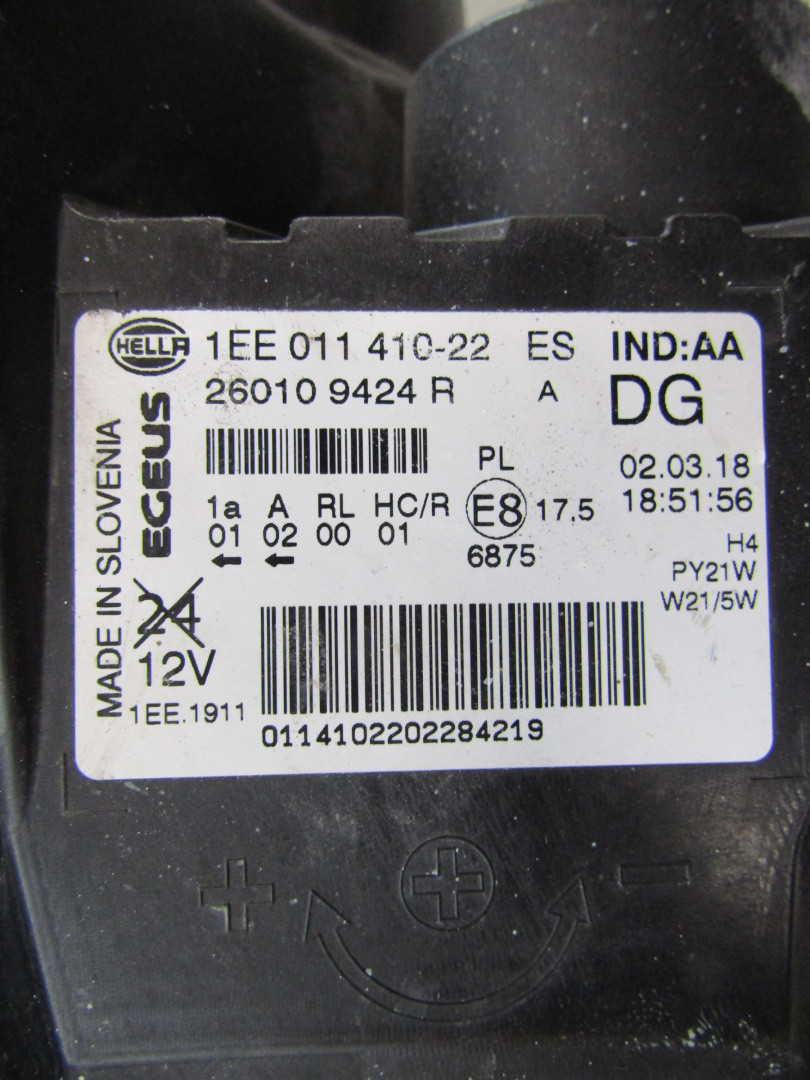 HELLA 1EE 011 410-22 ES IND:AA
26010 9424 R A DG
MADE IN SLOVENIA
EGEUS
PL 02.03.18
1a A RL HC/R E8 17,5 18:51:56
01 02 00 01 6875 H4
PY21W
W21/5W
24
12V
1EE.1911
0114102202284219